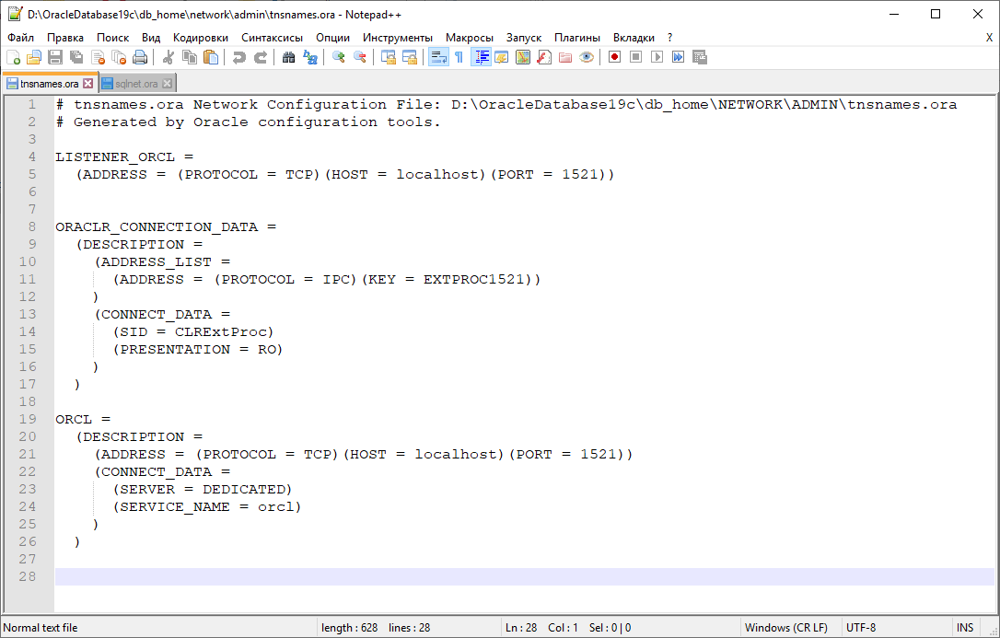 D:\OracleDatabase19c\db_home\network\admin\tnsnames.ora - Notepad++
Файл Правка Поиск Вид Кодировки Синтаксисы Опции Инструменты Макросы Запуск Плагины Вкладки ? X
tnsnames.ora sqlnet.ora
1 # tnsnames.ora Network Configuration File: D:\OracleDatabase19c\db_home\NETWORK\ADMIN\tnsnames.ora
2 # Generated by Oracle configuration tools.
3
4 LISTENER_ORCL =
5   (ADDRESS = (PROTOCOL = TCP)(HOST = localhost)(PORT = 1521))
6
7
8 ORACLR_CONNECTION_DATA =
9   (DESCRIPTION =
10     (ADDRESS_LIST =
11       (ADDRESS = (PROTOCOL = IPC)(KEY = EXTPROC1521))
12     )
13     (CONNECT_DATA =
14       (SID = CLRExtProc)
15       (PRESENTATION = RO)
16     )
17   )
18
19 ORCL =
20   (DESCRIPTION =
21     (ADDRESS = (PROTOCOL = TCP)(HOST = localhost)(PORT = 1521))
22     (CONNECT_DATA =
23       (SERVER = DEDICATED)
24       (SERVICE_NAME = orcl)
25     )
26   )
27
28
Normal text file length : 628 lines : 28 Ln : 28 Col : 1 Sel : 0 | 0 Windows (CR LF) UTF-8 INS